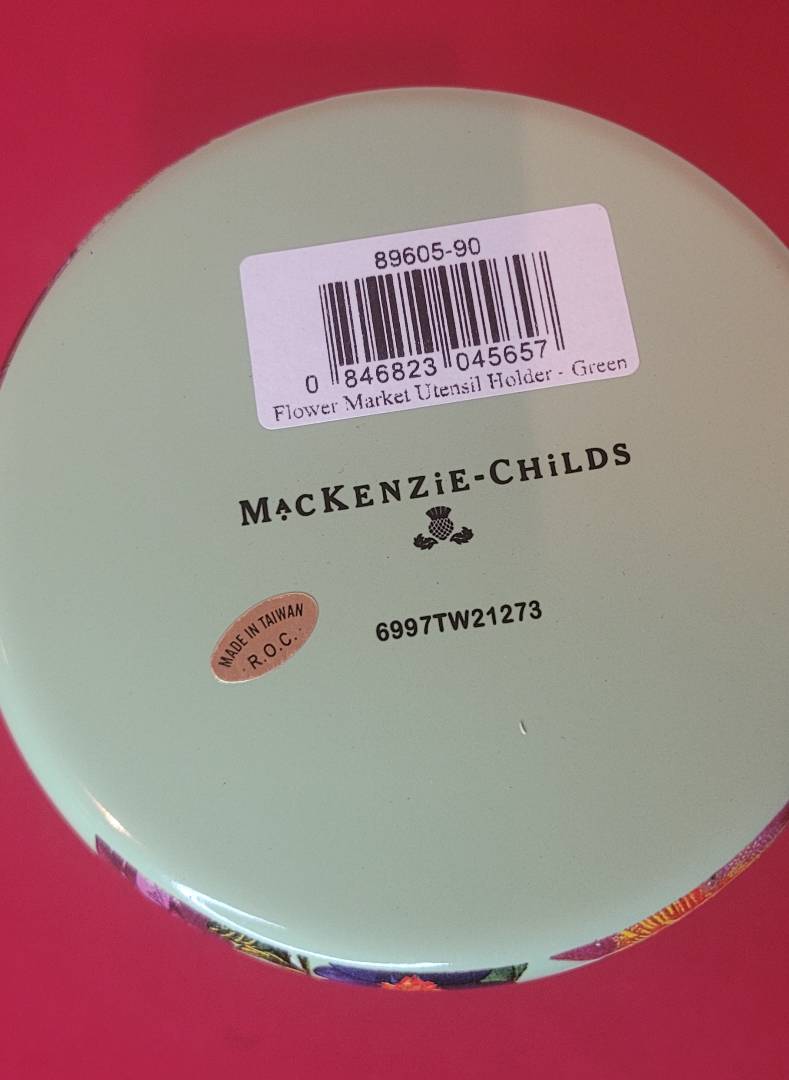 89605-90
0 846823 045657
Flower Market Utensil Holder - Green
MACKENZiE-CHiLDS
MADE IN TAIWAN
R.O.C.
6997TW21273